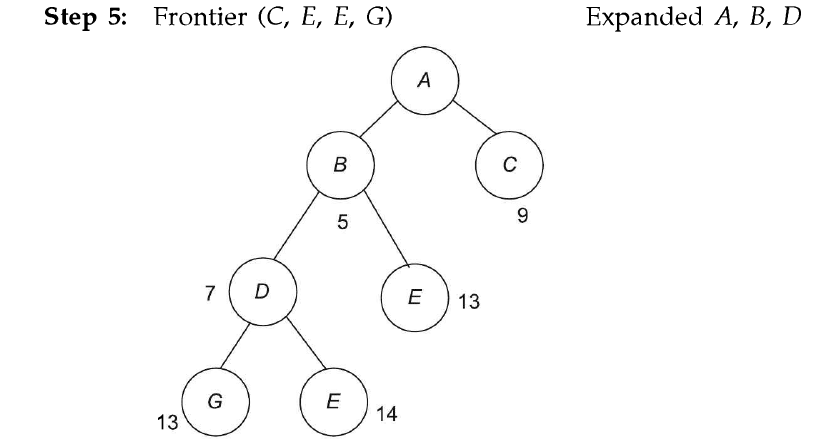 Step 5: Frontier (C, E, E, G) Expanded A, B, D
A
B
C
5
9
7
D
E
13
G
E
13
14